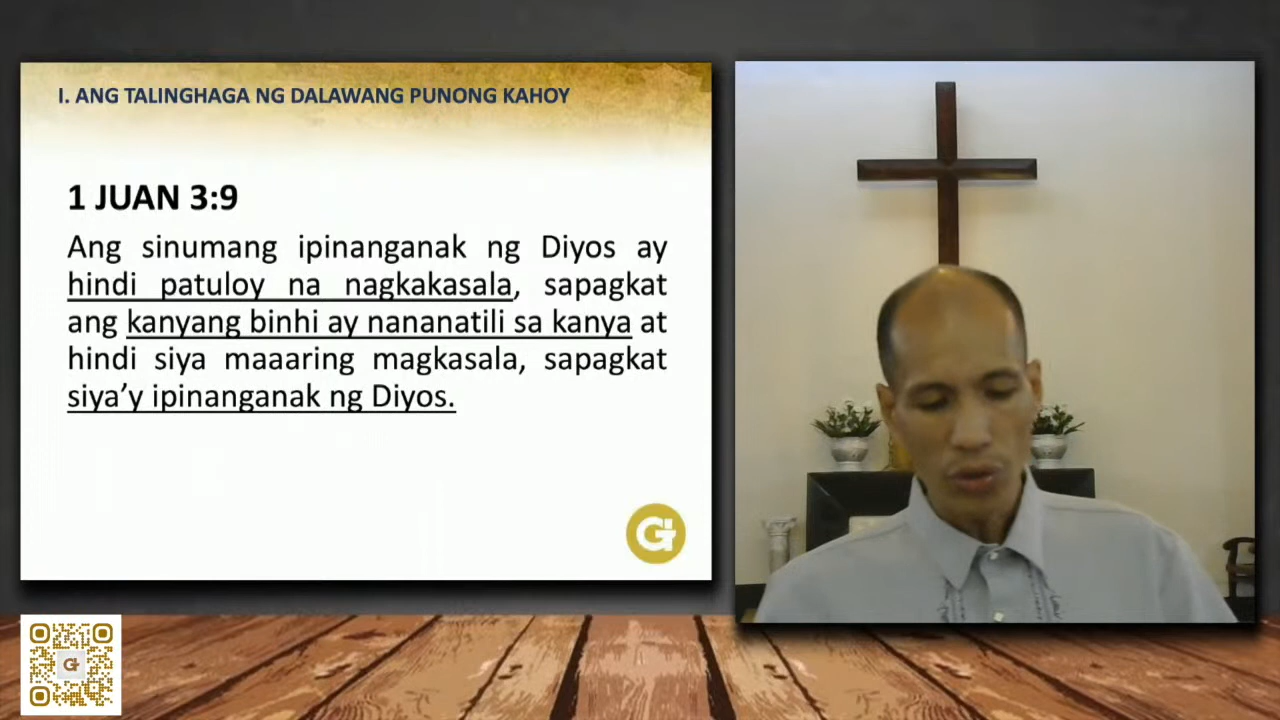 I. ANG TALINGHAGA NG DALAWANG PUNONG KAHOY
1 JUAN 3:9
Ang sinumang ipinanganak ng Diyos ay
hindi patuloy na nagkakasala, sapagkat
ang kanyang binhi ay nananatili sa kanya at
hindi siya maaaring magkasala, sapagkat
siya’y ipinanganak ng Diyos.
G
G